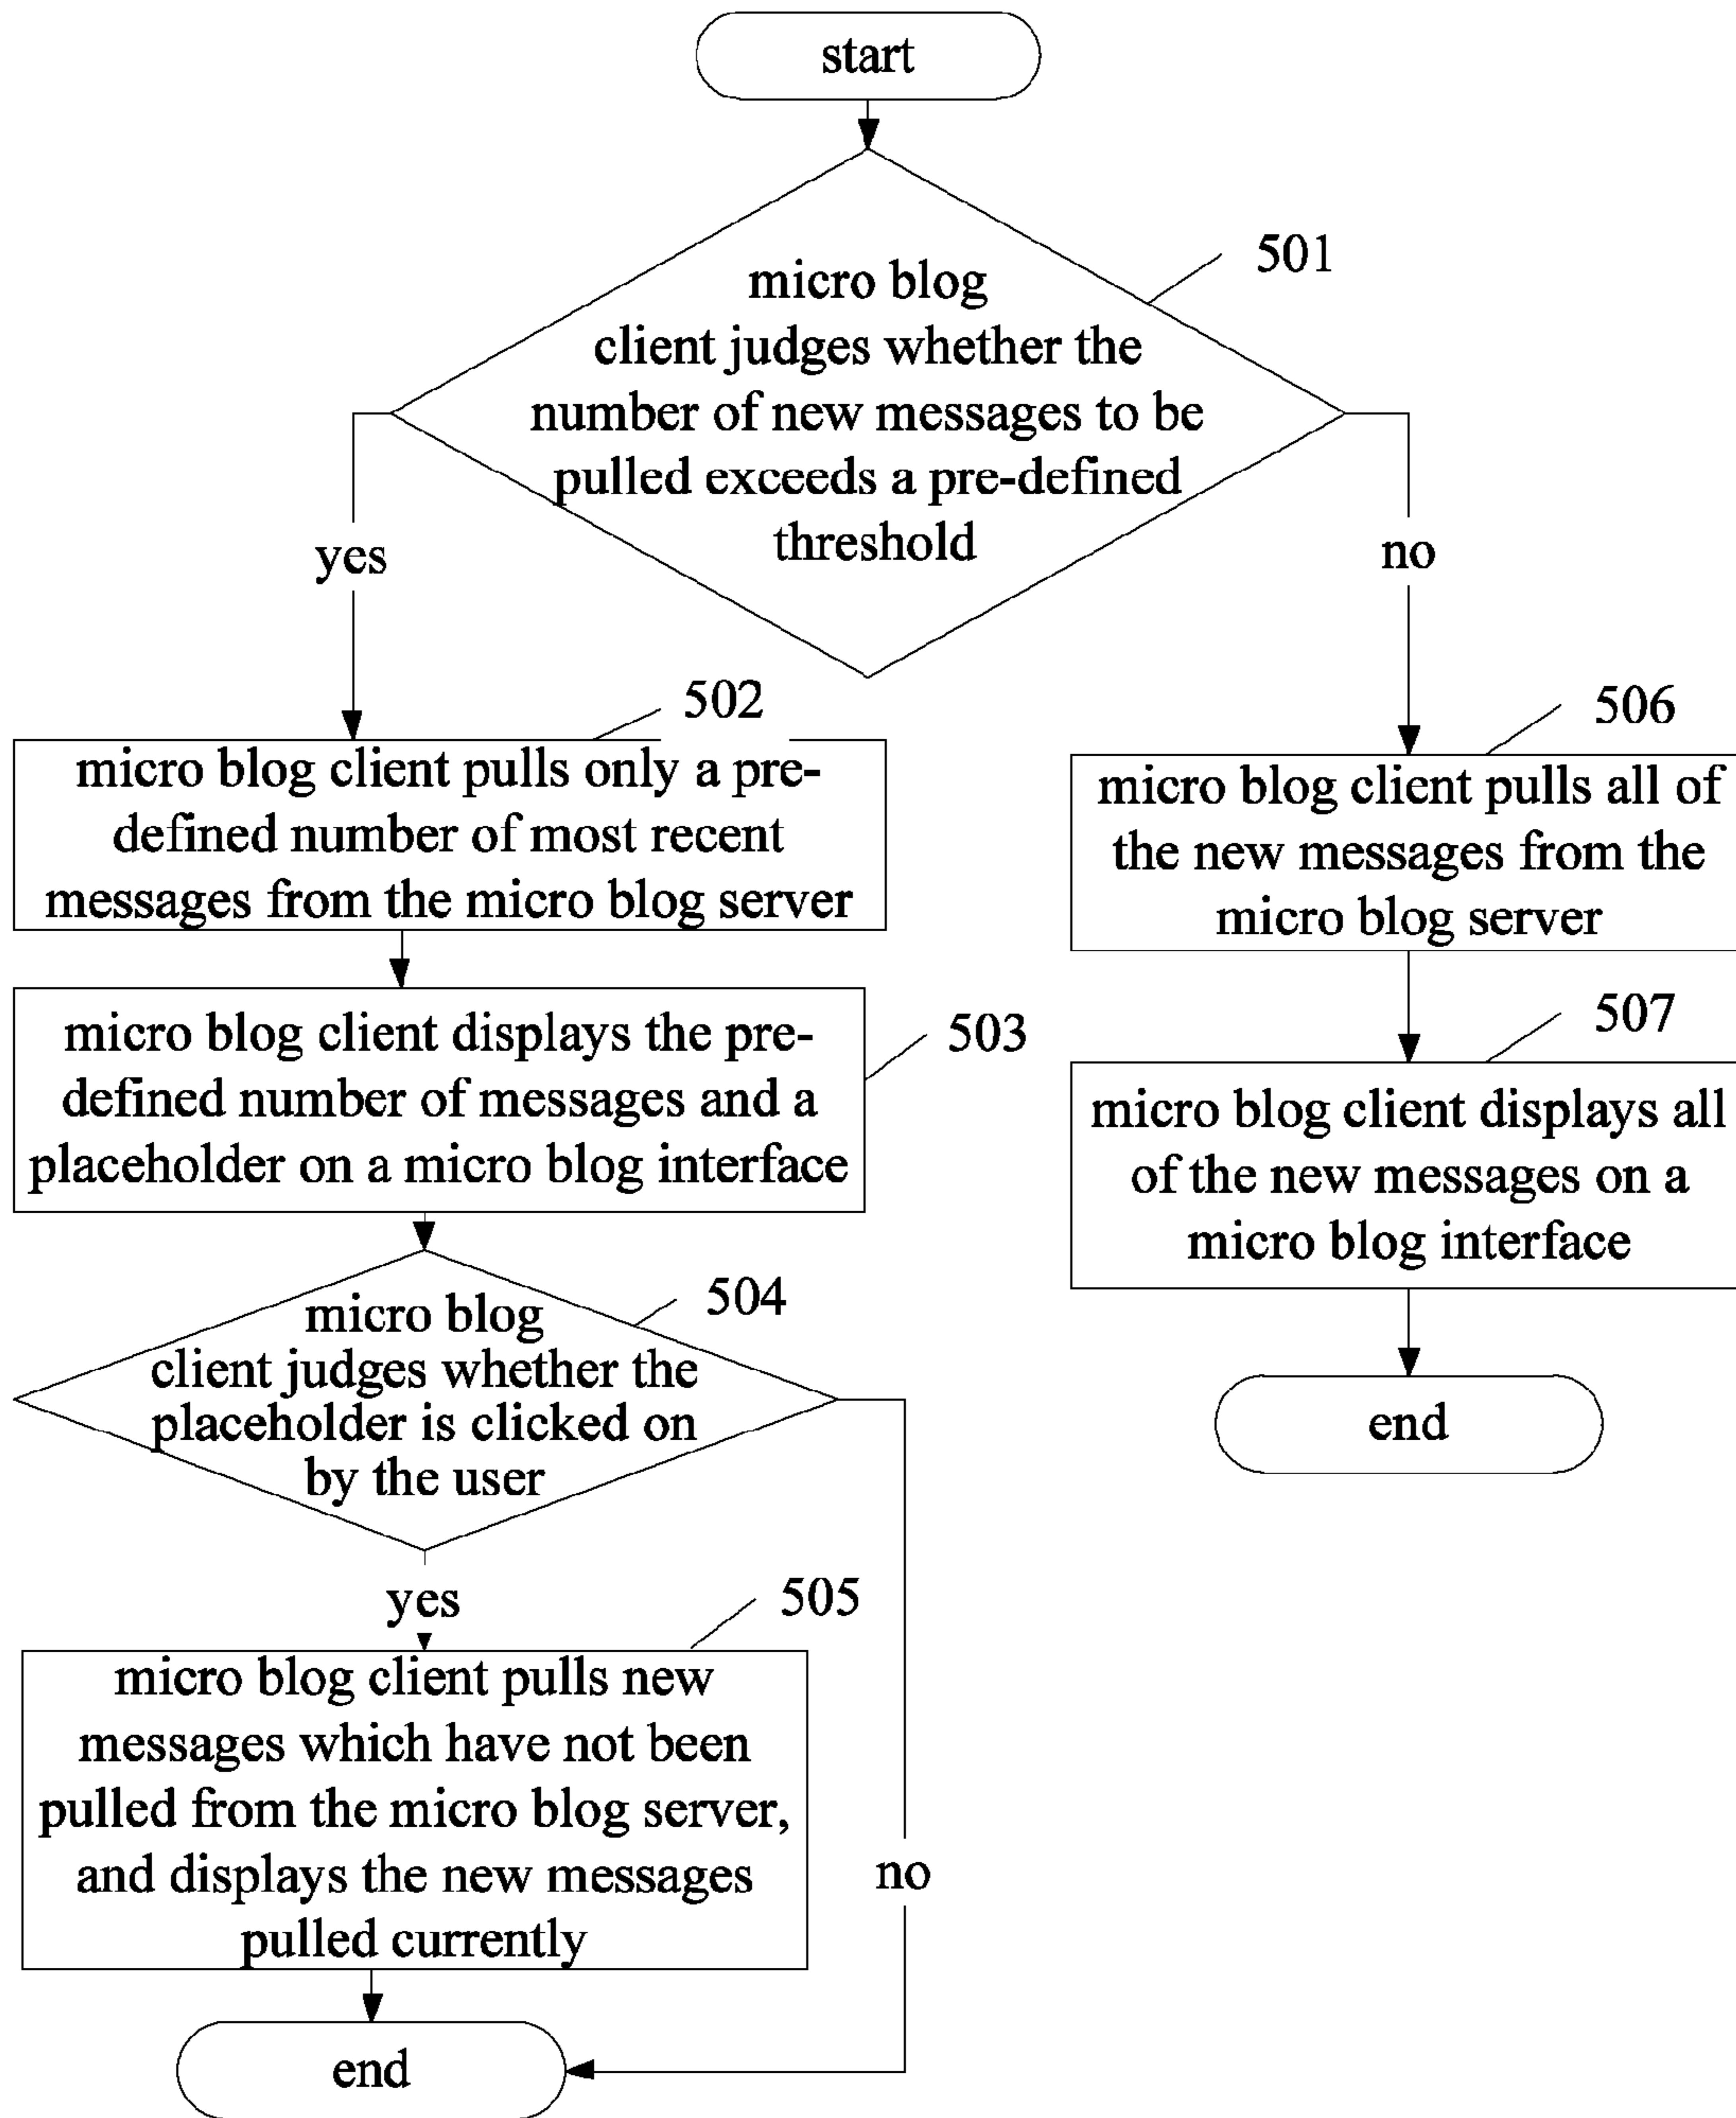 start
501
micro blog
client judges whether the
number of new messages to be
pulled exceeds a pre-defined
threshold
yes
no
502
micro blog client pulls only a pre-
defined number of most recent
messages from the micro blog server
503
micro blog client displays the pre-
defined number of messages and a
placeholder on a micro blog interface
504
micro blog
client judges whether the
placeholder is clicked on
by the user
yes
505
micro blog client pulls new
messages which have not been
pulled from the micro blog server,
and displays the new messages
pulled currently
no
end
506
micro blog client pulls all of
the new messages from the
micro blog server
507
micro blog client displays all
of the new messages on a
micro blog interface
end